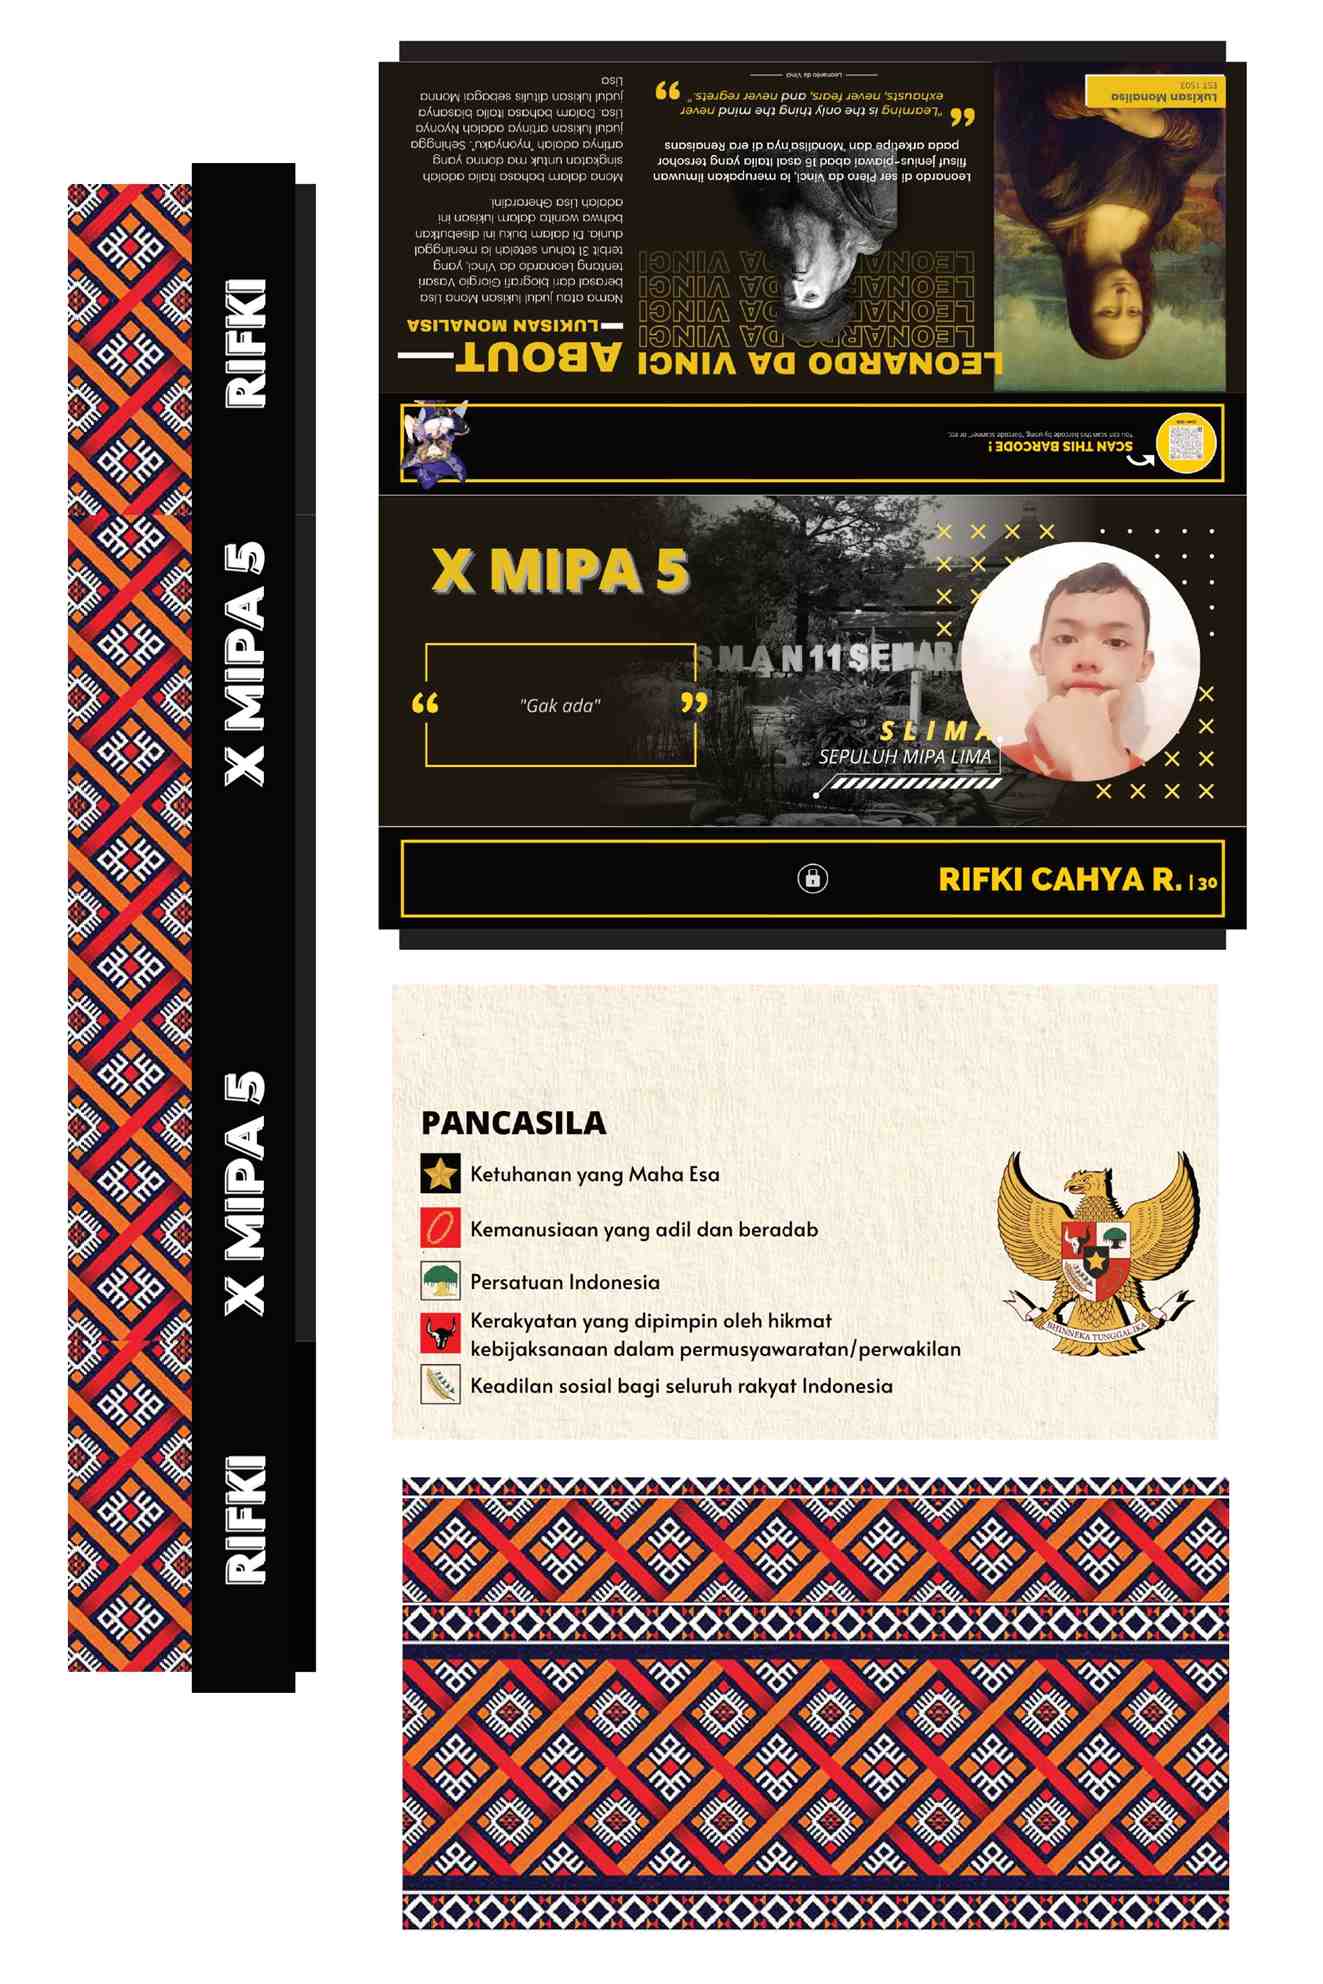 RIFKI
X MIPA 5
X MIPA 5
RIFKI
Lukisan Monalisa
EST 1503
LEONARDO DA VINCI
LEONARDO DA VINCI
LEONARDO DA VINCI
LEONARDO DA VINCI
LEONARDO DA VINCI
Leonardo di ser Piero da Vinci, ia merupakan ilmuwan
filsuf jenius-piawai abad 16 asal Italia yang tersohor
pada arketipe dan "Monalisa"nya di era Renaisans
"Learning is the only thing the mind never
exhausts, never fears, and never regrets."
Leonardo da Vinci
ABOUT
LUKISAN MONALISA
Nama atau judul lukisan Mona Lisa
berasal dari biografi Giorgio Vasari
tentang Leonardo da Vinci, yang
terbit 31 tahun setelah ia meninggal
dunia. Di dalam buku ini disebutkan
bahwa wanita dalam lukisan ini
adalah Lisa Gherardini.
Mona dalam bahasa Italia adalah
singkatan untuk ma donna yang
artinya adalah "nyonyaku". Sehingga
judul lukisan artinya adalah Nyonya
Lisa. Dalam bahasa Italia biasanya
judul lukisan ditulis sebagai Monna
Lisa
SCAN THIS BARCODE !
You can scan this barcode by using "barcode scanner" or etc.
X MIPA 5
"Gak ada"
SMAN 11 SEMARA
SLIMA
SEPULUH MIPA LIMA
RIFKI CAHYA R. | 30
PANCASILA
Ketuhanan yang Maha Esa
Kemanusiaan yang adil dan beradab
Persatuan Indonesia
Kerakyatan yang dipimpin oleh hikmat
kebijaksanaan dalam permusyawaratan/perwakilan
Keadilan sosial bagi seluruh rakyat Indonesia
BHINNEKA TUNGGAL IKA